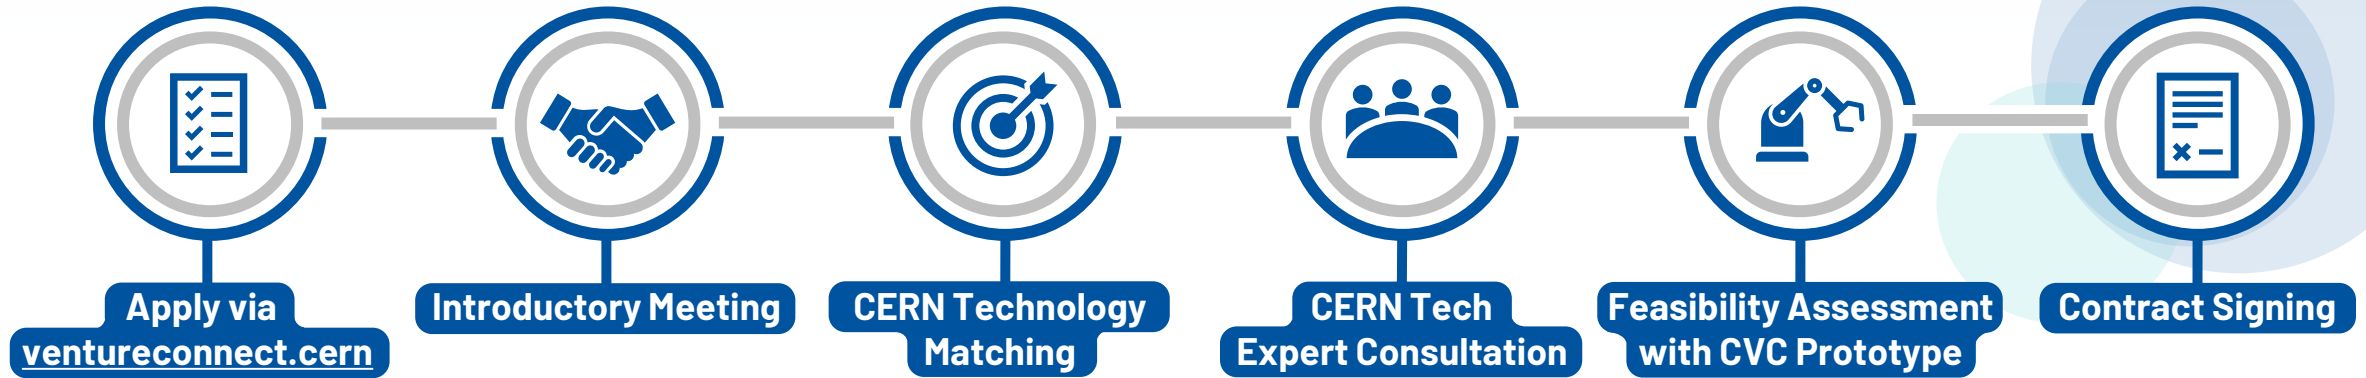 Apply via
ventureconnect.cern
Introductory Meeting
CERN Technology
Matching
CERN Tech
Expert Consultation
Feasibility Assessment
with CVC Prototype
Contract Signing